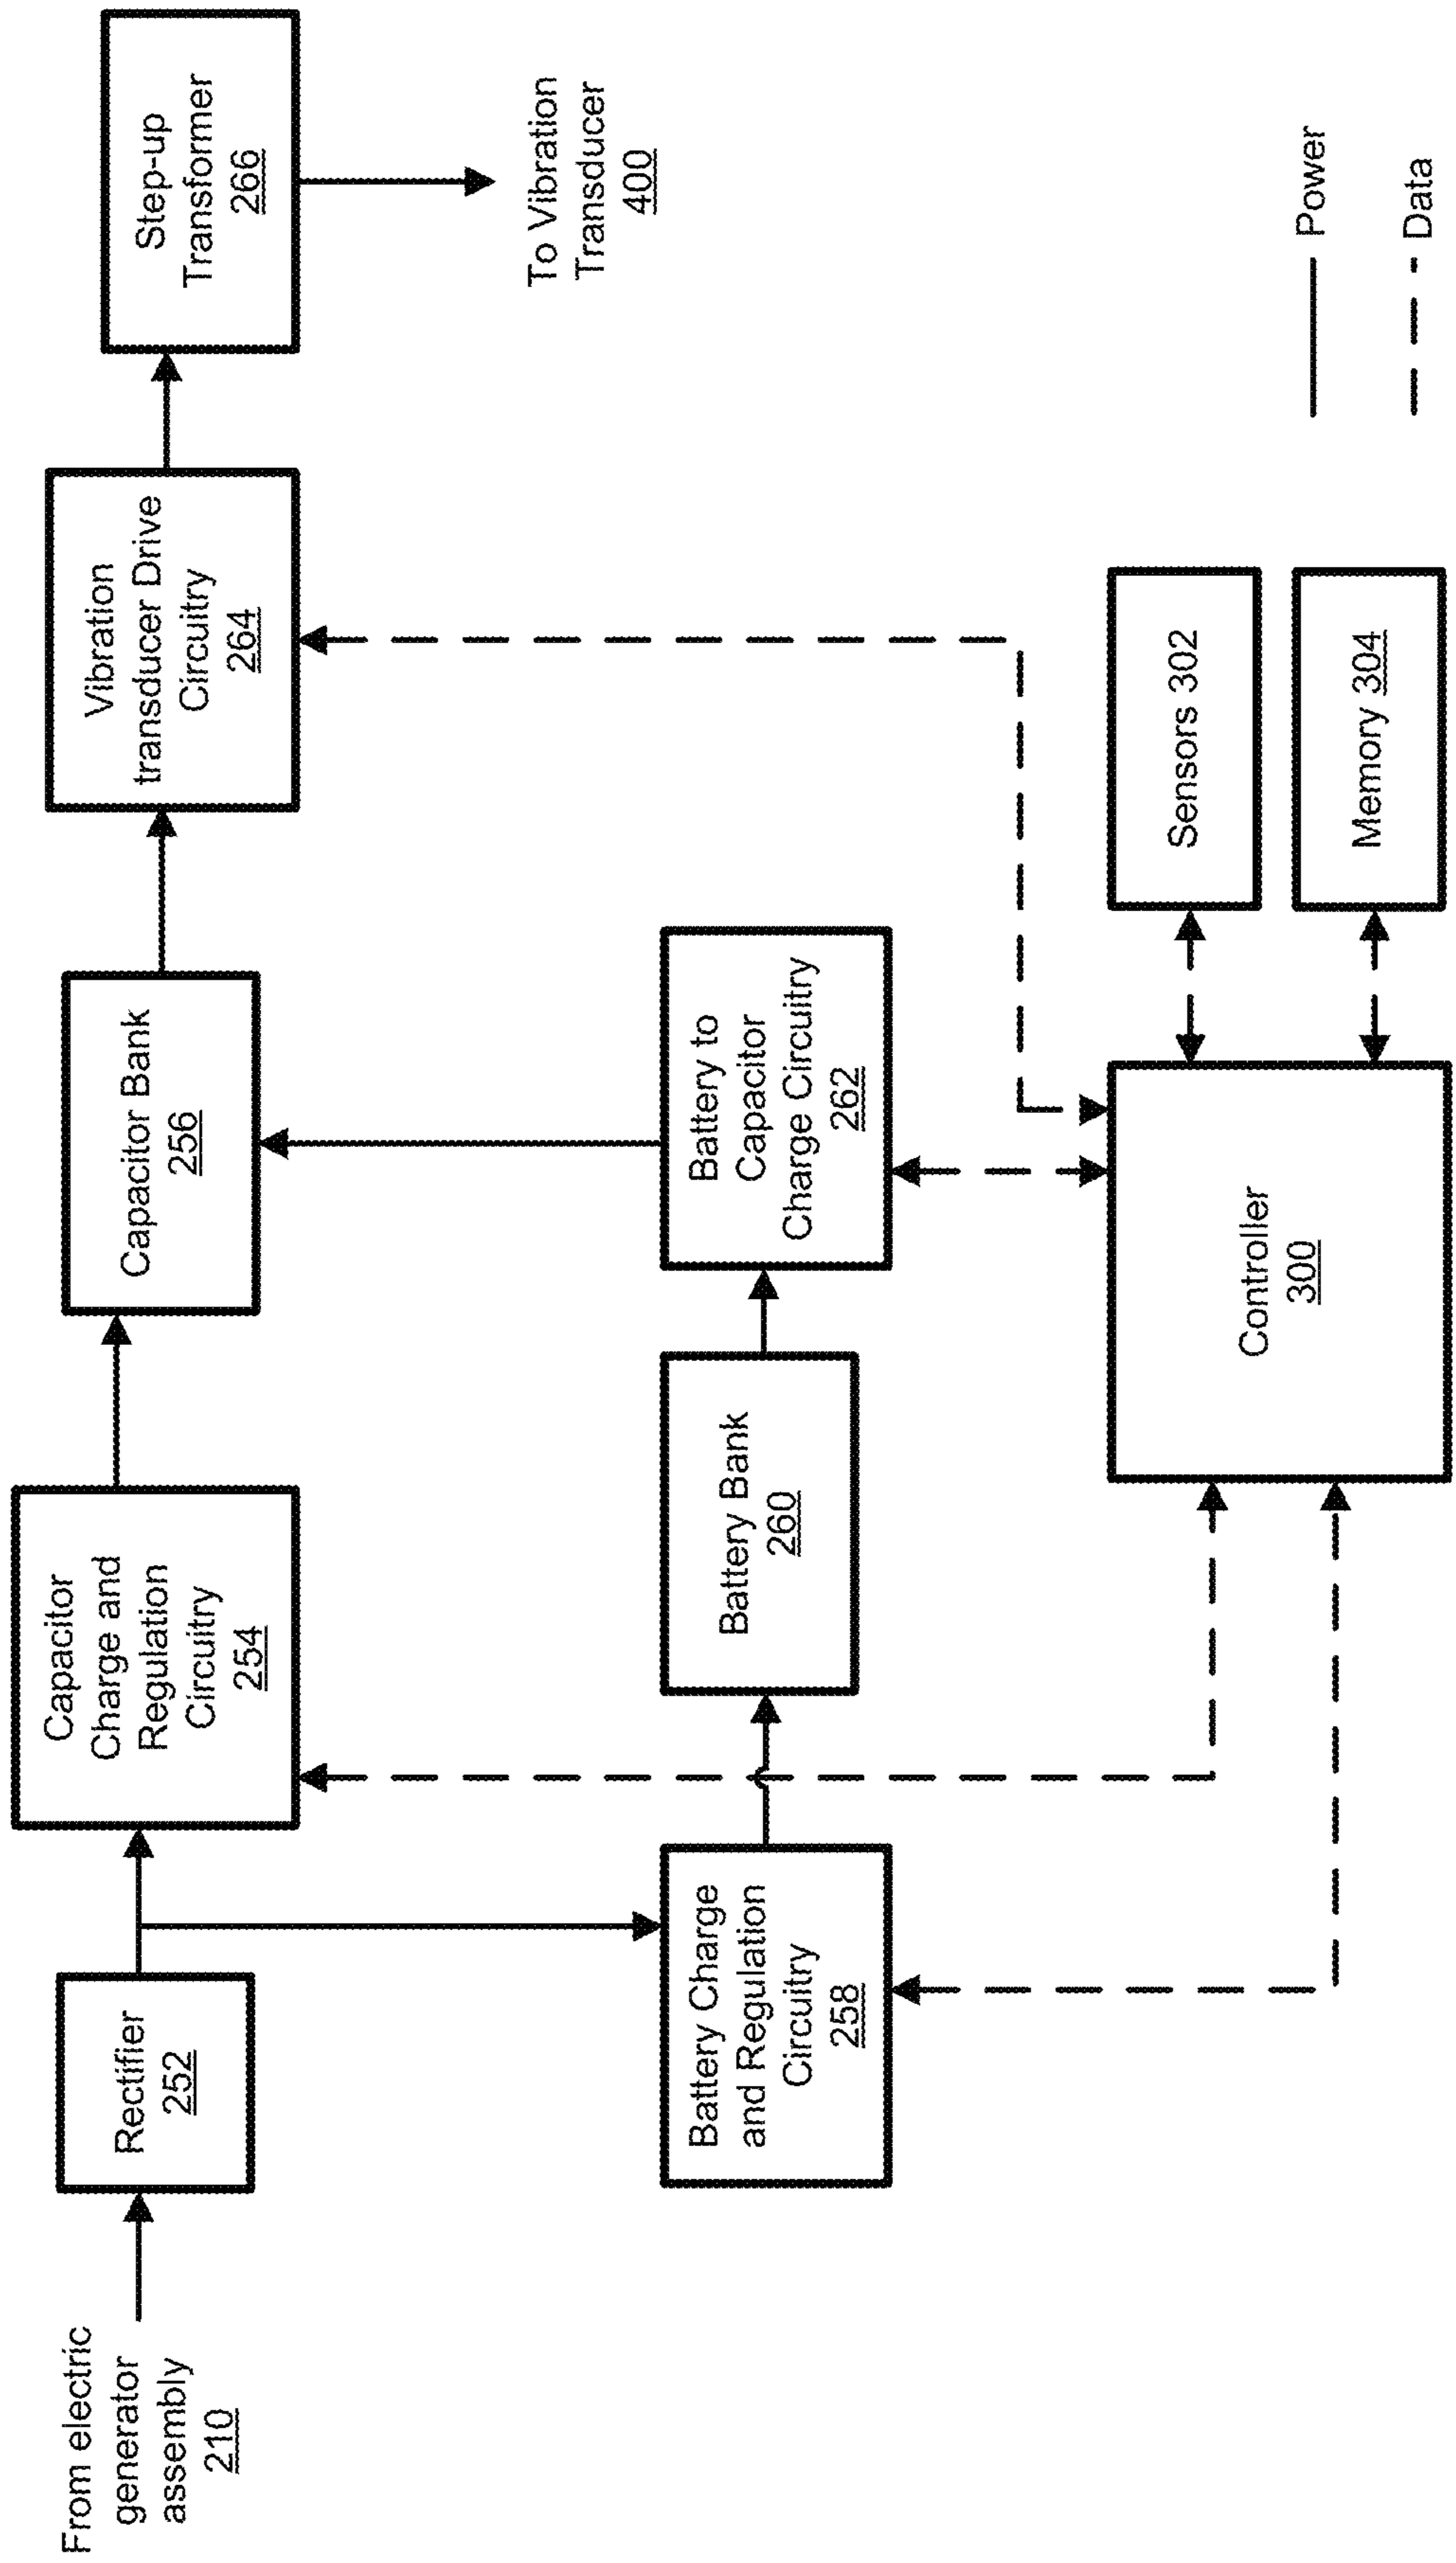 From electric
generator
assembly
210
Rectifier
252
Capacitor
Charge and
Regulation
Circuitry
254
Capacitor Bank
256
Vibration
transducer Drive
Circuitry
264
Step-up
Transformer
266
To Vibration
Transducer
400
Battery Charge
and Regulation
Circuitry
258
Battery Bank
260
Battery to
Capacitor
Charge Circuitry
262
Controller
300
Sensors 302
Memory 304
Power
Data